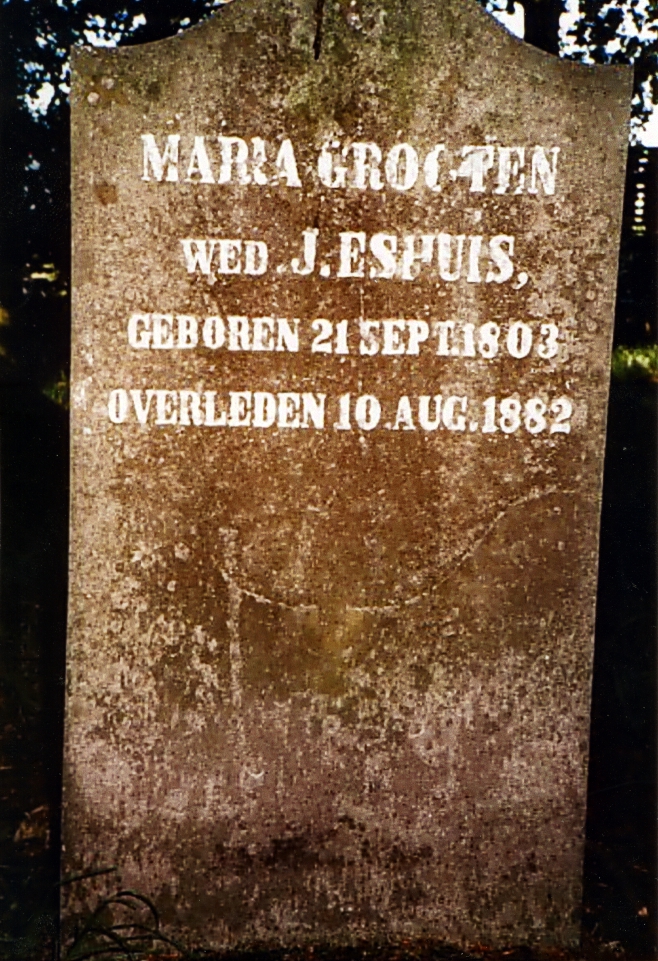 MARIA GROOTEN
WED. J. ESHUIS,
GEBOREN 21 SEPT. 1803
OVERLEDEN 10 AUG. 1882